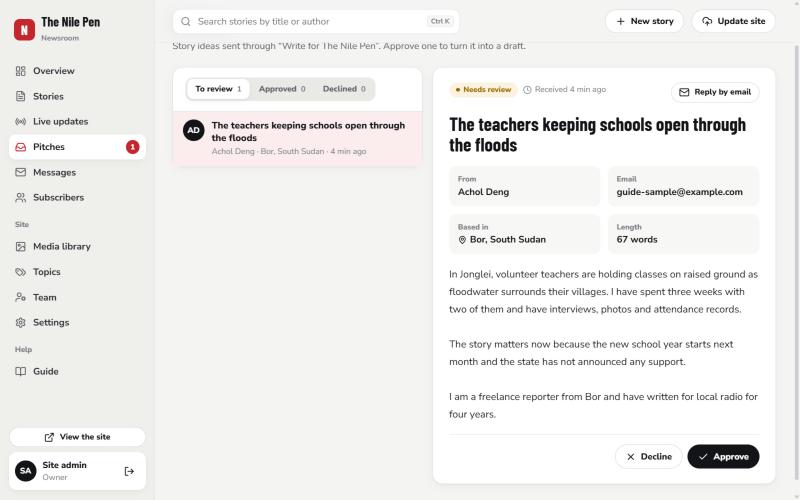 The Nile Pen
Newsroom
Overview
Stories
Live updates
Pitches 1
Messages
Subscribers
Site
Media library
Topics
Team
Settings
Help
Guide
View the site
SA
Site admin
Owner
Search stories by title or author Ctrl K
New story
Update site
Story ideas sent through "Write for The Nile Pen". Approve one to turn it into a draft.
To review 1 Approved 0 Declined 0
AD
The teachers keeping schools open through
the floods
Achol Deng · Bor, South Sudan · 4 min ago
Needs review Received 4 min ago
Reply by email
The teachers keeping schools open through
the floods
From
Achol Deng
Email
guide-sample@example.com
Based in
Bor, South Sudan
Length
67 words
In Jonglei, volunteer teachers are holding classes on raised ground as
floodwater surrounds their villages. I have spent three weeks with
two of them and have interviews, photos and attendance records.
The story matters now because the new school year starts next
month and the state has not announced any support.
I am a freelance reporter from Bor and have written for local radio for
four years.
Decline
Approve
N